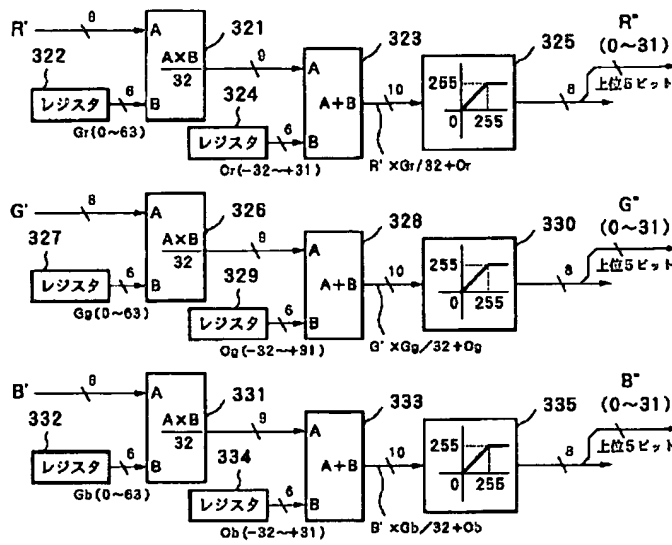 R' 8 A 321 9 A 323 325 R"
(0~31)
322 A×B/32 255 上位5ビット
レジスタ 6 B 324 A+B 10 0 255 8
Gr(0~63) レジスタ 6 B
Or(-32~+31) R'×Gr/32+Or
G' 8 A 326 9 A 328 330 G"
(0~31)
327 A×B/32 255 上位5ビット
レジスタ 6 B 329 A+B 10 0 255 8
Gg(0~63) レジスタ 6 B
Og(-32~+31) G'×Gg/32+Og
B' 8 A 331 9 A 333 335 B"
(0~31)
332 A×B/32 255 上位5ビット
レジスタ 6 B 334 A+B 10 0 255 8
Gb(0~63) レジスタ 6 B
Ob(-32~+31) B'×Gb/32+Ob